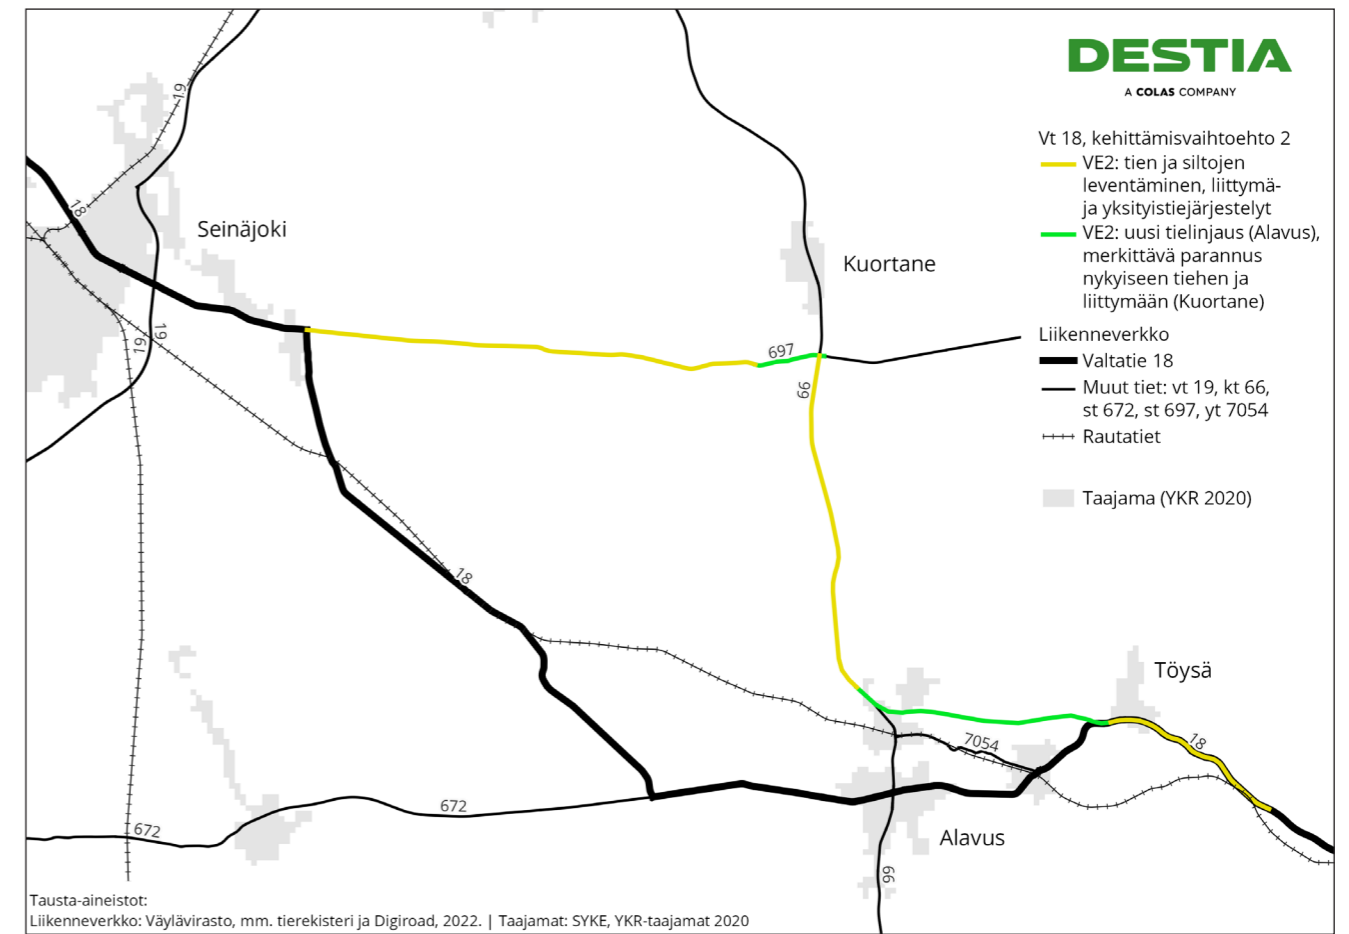 DESTIA
A COLAS COMPANY
Vt 18, kehittämisvaihtoehto 2
VE2: tien ja siltojen
leventäminen, liittymä-
ja yksityistiejärjestelyt
VE2: uusi tielinjaus (Alavus),
merkittävä parannus
nykyiseen tiehen ja
liittymään (Kuortane)
Liikenneverkko
Valtatie 18
Muut tiet: vt 19, kt 66,
st 672, st 697, yt 7054
Rautatiet
Taajama (YKR 2020)
19
18
Seinäjoki
Kuortane
19
19
697
66
18
Töysä
7054
18
672
672
Alavus
66
Tausta-aineistot:
Liikenneverkko: Väylävirasto, mm. tierekisteri ja Digiroad, 2022. | Taajamat: SYKE, YKR-taajamat 2020